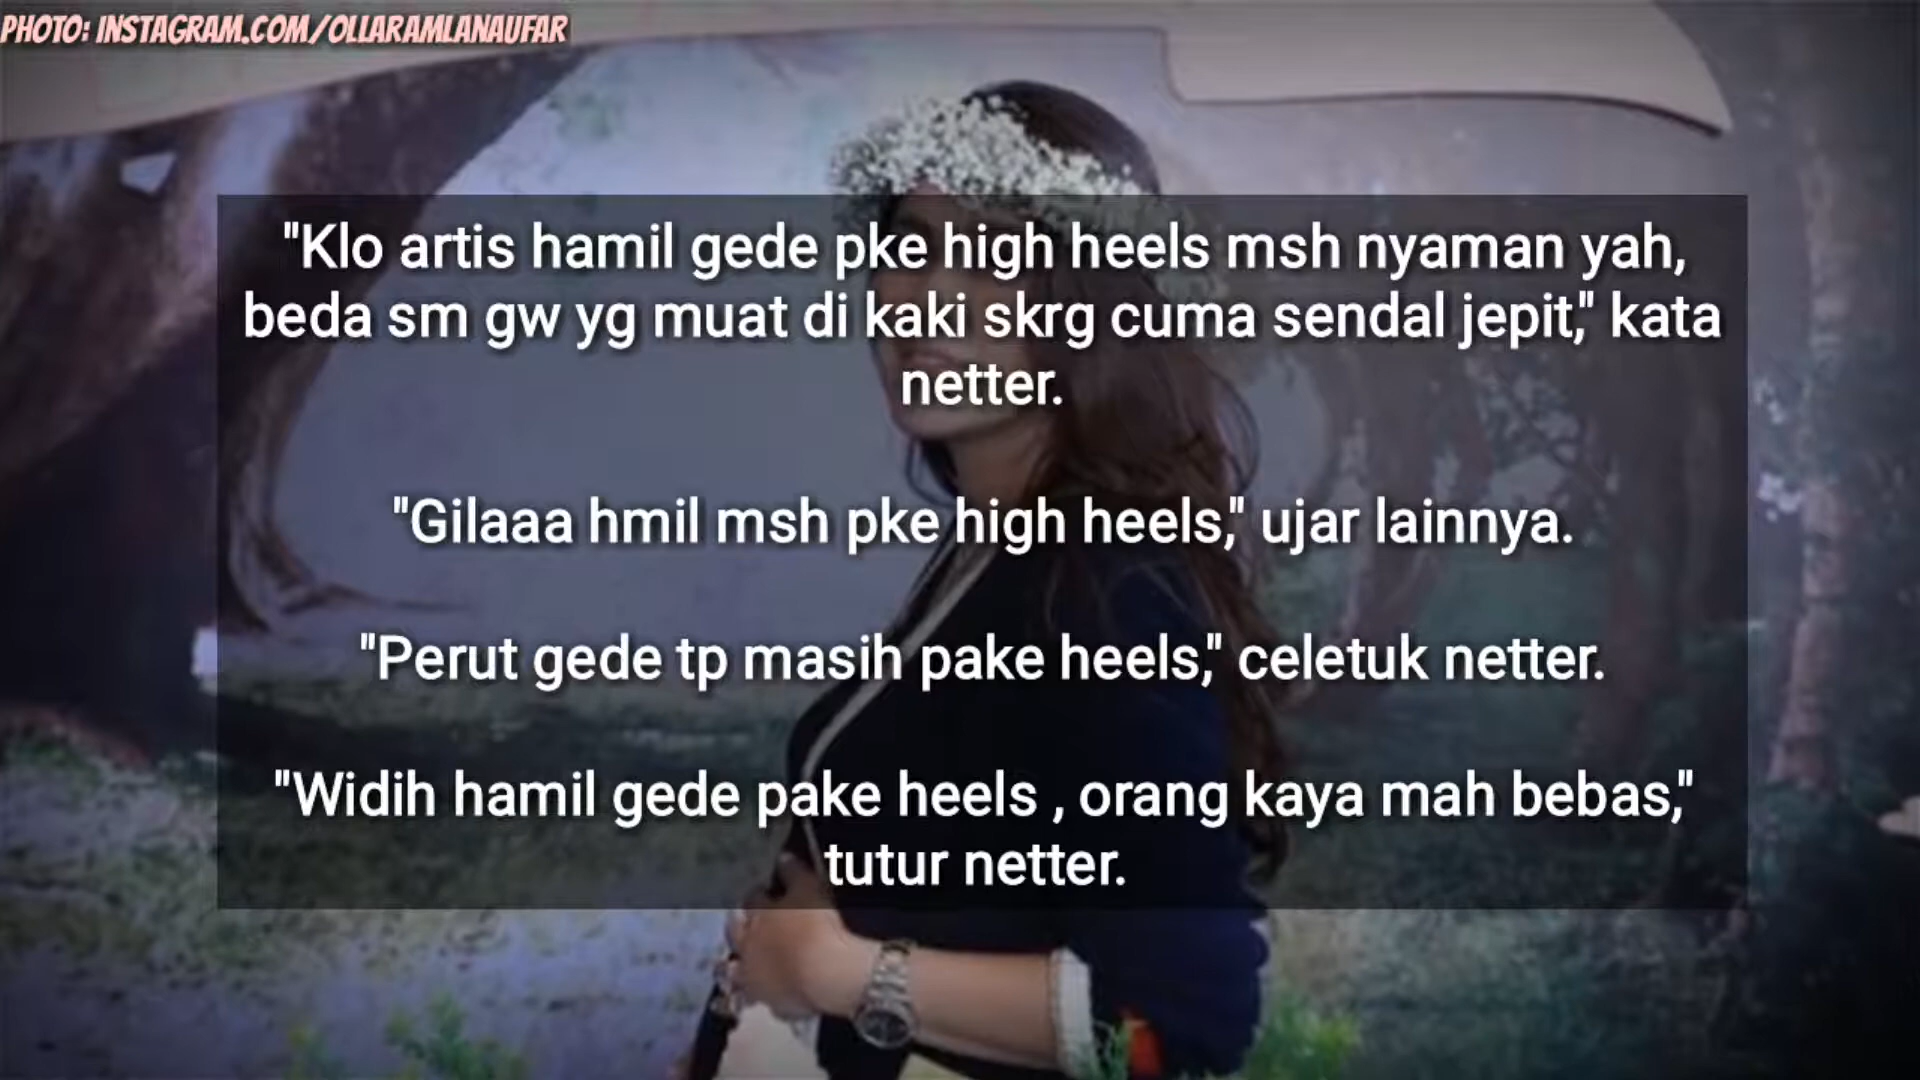 PHOTO: INSTAGRAM.COM/OLLARAMLANAUFAR
"Klo artis hamil gede pke high heels msh nyaman yah,
beda sm gw yg muat di kaki skrg cuma sendal jepit," kata
netter.
"Gilaaa hmil msh pke high heels," ujar lainnya.
"Perut gede tp masih pake heels," celetuk netter.
"Widih hamil gede pake heels , orang kaya mah bebas,"
tutur netter.